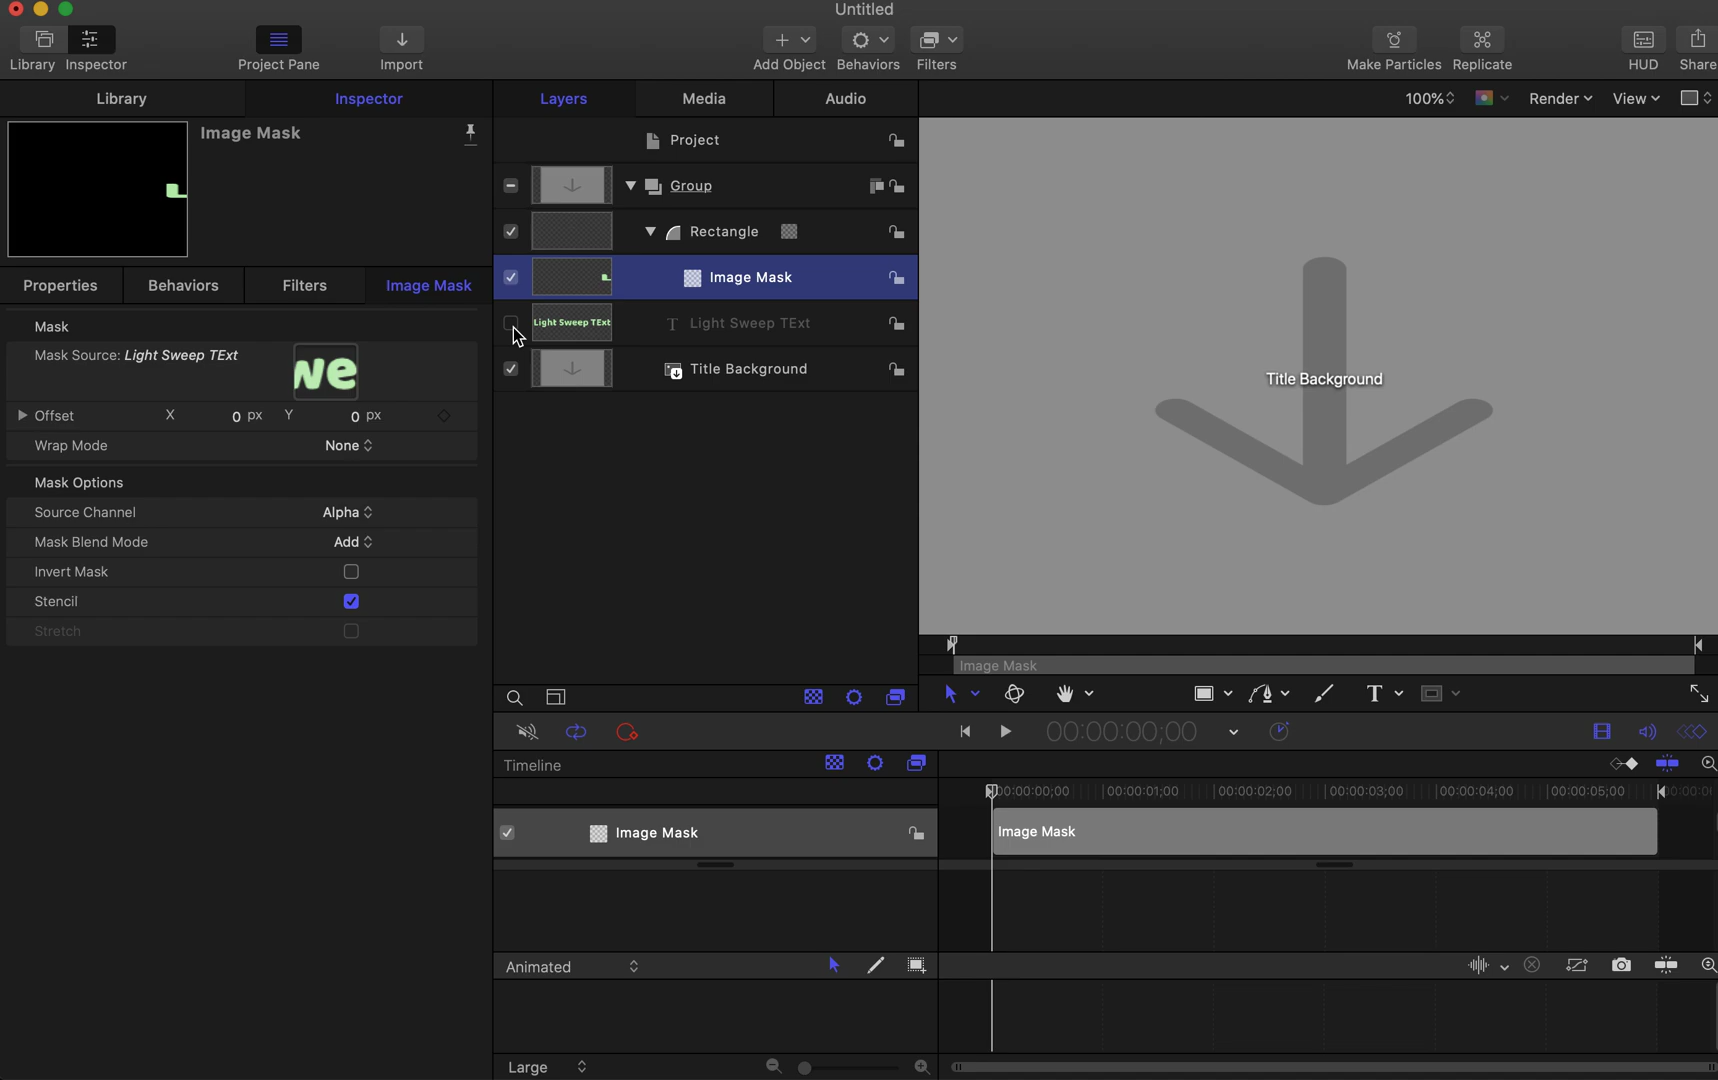 Untitled
Library Inspector
Project Pane
Import
Add Object Behaviors Filters
Make Particles Replicate
HUD Share
Library Inspector
Layers Media Audio
100% Render View
Image Mask
Properties Behaviors Filters Image Mask
Mask
Mask Source: Light Sweep TExt
we
Offset X 0 px Y 0 px
Wrap Mode None
Mask Options
Source Channel Alpha
Mask Blend Mode Add
Invert Mask
Stencil
Stretch
Project
Group
Rectangle
Image Mask
Light Sweep TExt T Light Sweep TExt
Title Background
Title Background
Image Mask
T
00:00:00;00
Timeline
00:00:00;00 00:00:01;00 00:00:02;00 00:00:03;00 00:00:04;00 00:00:05;00
Image Mask
Image Mask
Animated
Large